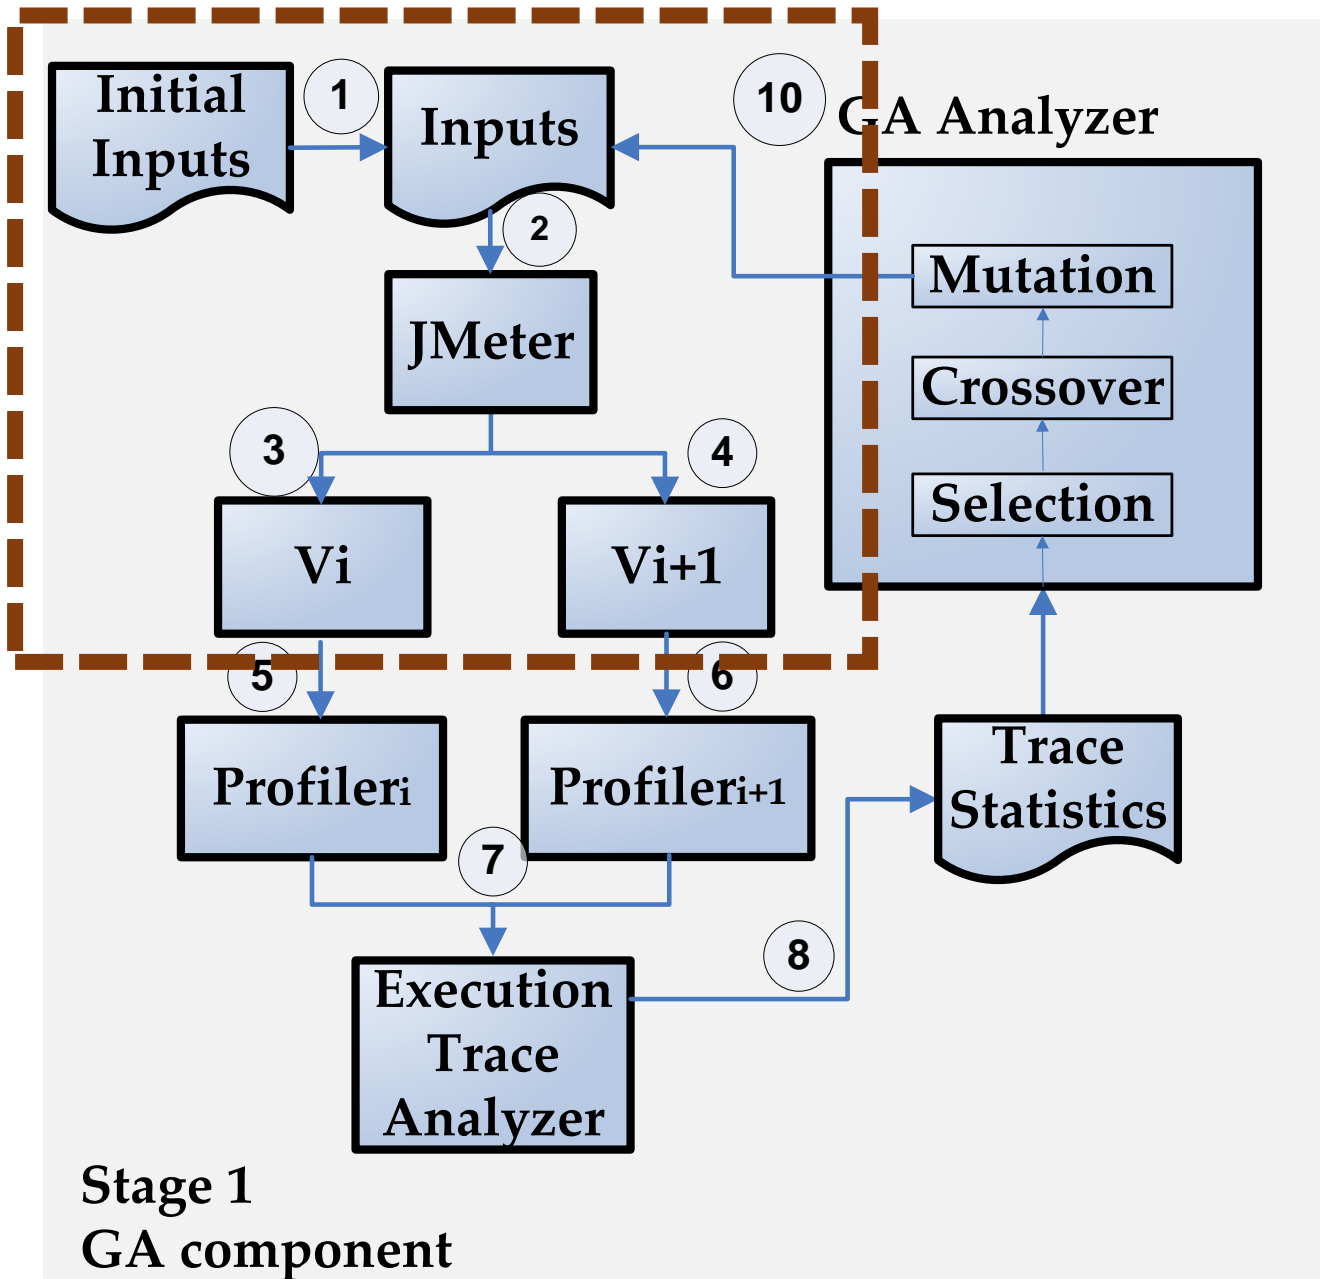 Initial
Inputs
1
Inputs
10
GA Analyzer
2
Mutation
JMeter
Crossover
3
4
Selection
Vi
Vi+1
5
6
Profileri
Profileri+1
Trace
Statistics
7
8
Execution
Trace
Analyzer
Stage 1
GA component